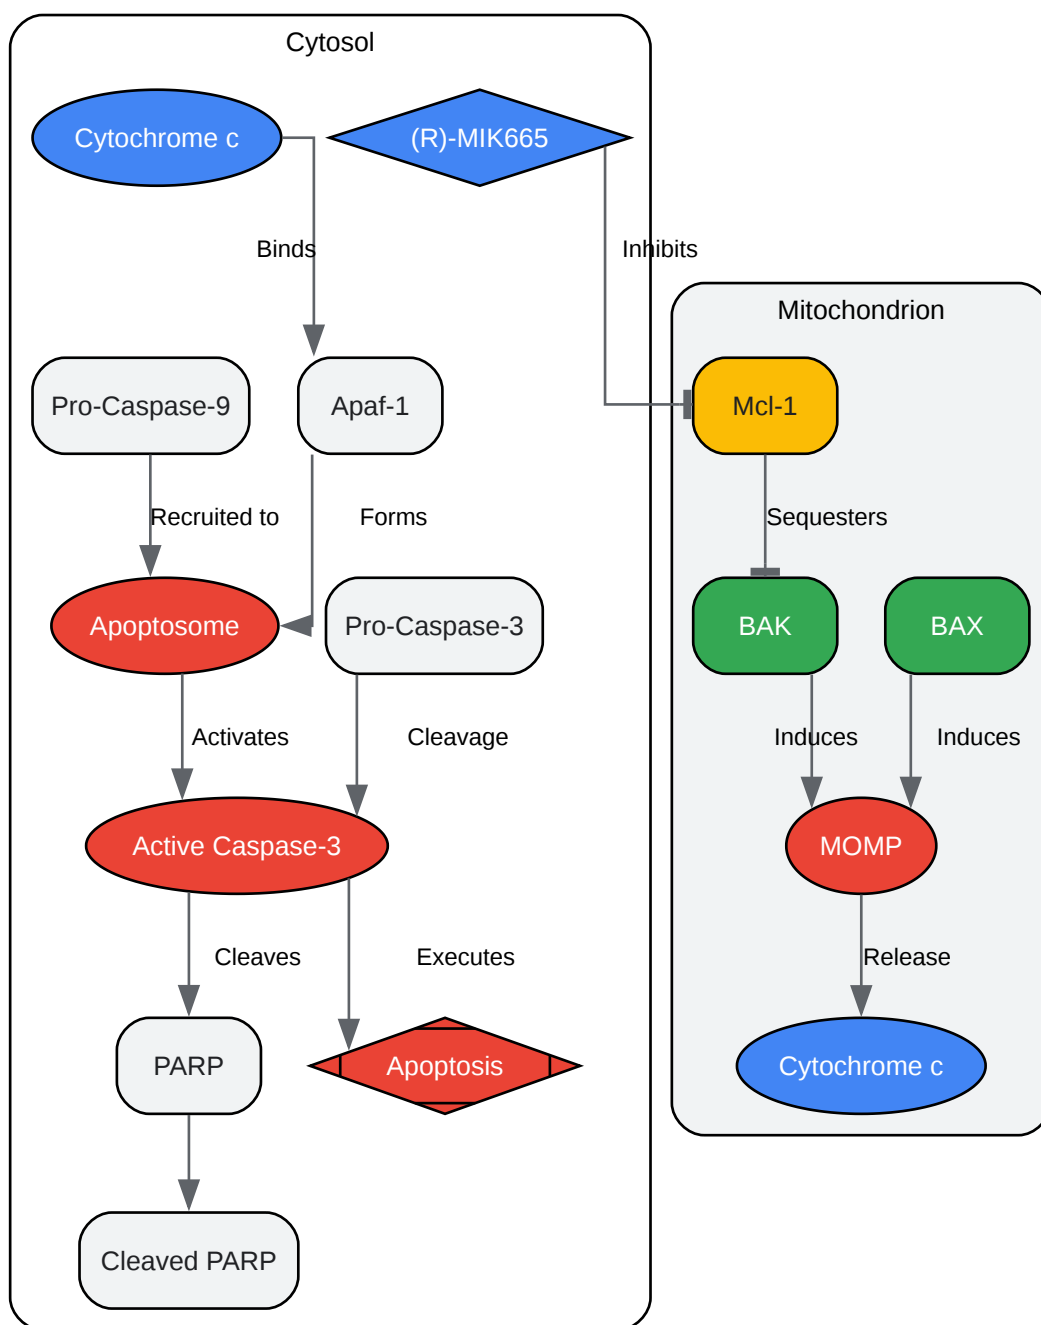 Cytosol
Cytochrome c
(R)-MIK665
Binds
Inhibits
Mitochondrion
Pro-Caspase-9
Apaf-1
Mcl-1
Recruited to
Forms
Sequesters
Apoptosome
Pro-Caspase-3
BAK
BAX
Activates
Cleavage
Induces
Induces
Active Caspase-3
MOMP
Cleaves
Executes
Release
PARP
Apoptosis
Cytochrome c
Cleaved PARP